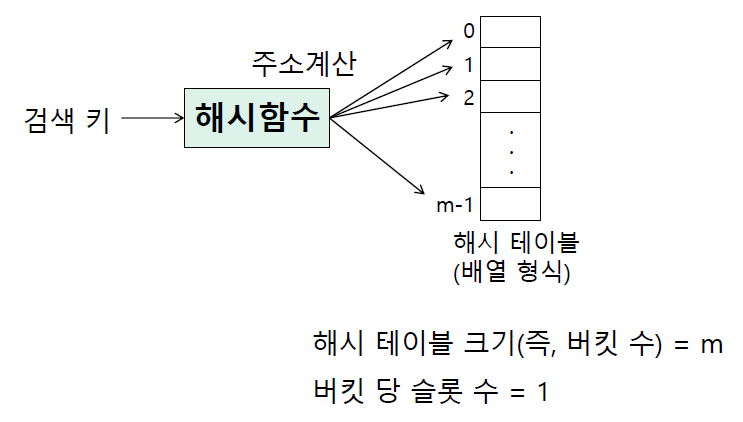 주소계산
검색 키
해시함수
0
1
2
.
.
.
m-1
해시 테이블
(배열 형식)
해시 테이블 크기(즉, 버킷 수) = m
버킷 당 슬롯 수 = 1